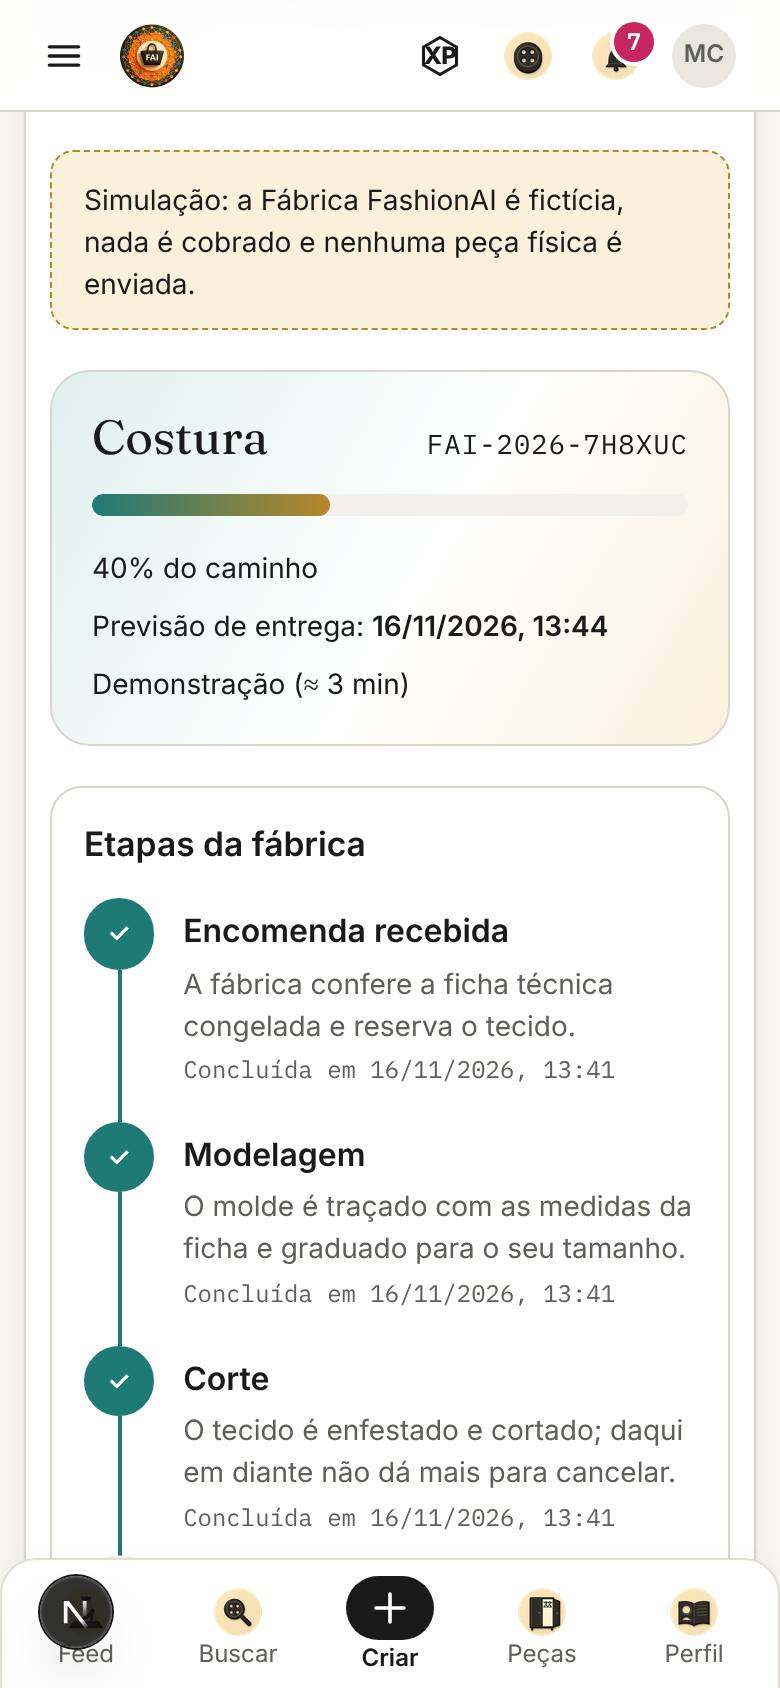 FAI
XP
7
MC
Simulação: a Fábrica FashionAI é fictícia,
nada é cobrado e nenhuma peça física é
enviada.
Costura
FAI-2026-7H8XUC
40% do caminho
Previsão de entrega: 16/11/2026, 13:44
Demonstração (≈ 3 min)
Etapas da fábrica
Encomenda recebida
A fábrica confere a ficha técnica
congelada e reserva o tecido.
Concluída em 16/11/2026, 13:41
Modelagem
O molde é traçado com as medidas da
ficha e graduado para o seu tamanho.
Concluída em 16/11/2026, 13:41
Corte
O tecido é enfestado e cortado; daqui
em diante não dá mais para cancelar.
Concluída em 16/11/2026, 13:41
N
Feed
Buscar
Criar
Peças
Perfil